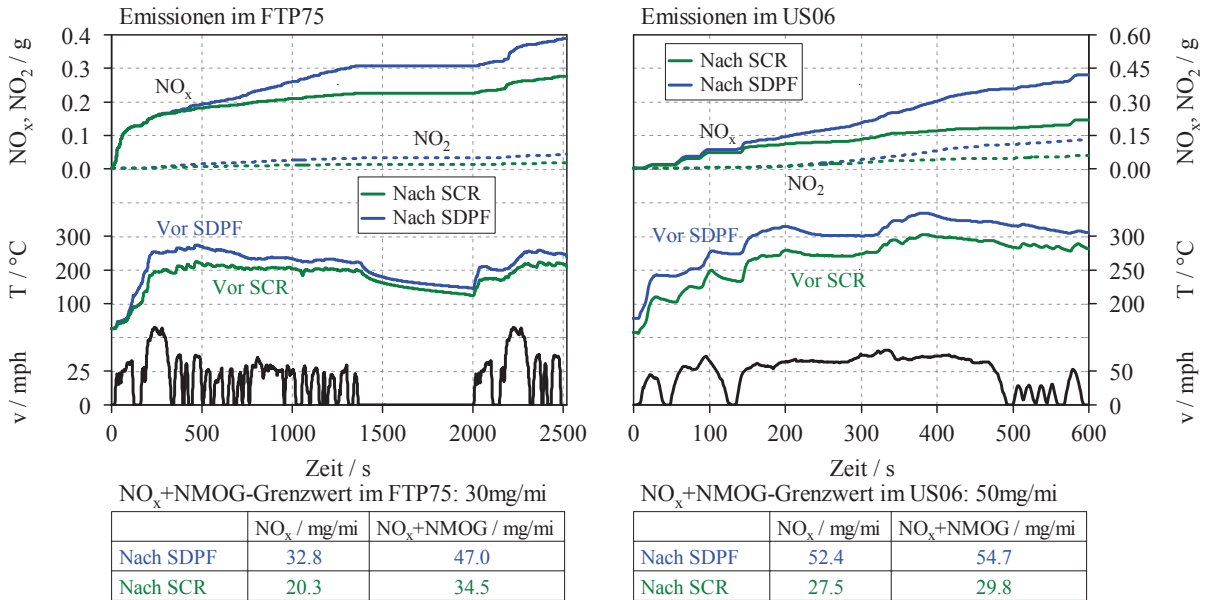 Emissionen im FTP75
NOx, NO2 / g
0.4
0.3
0.2
0.1
0.0
NOx
NO2
Nach SCR
Nach SDPF
T / °C
300
200
100
Vor SDPF
Vor SCR
v / mph
25
0
0 500 1000 1500 2000 2500
Zeit / s
NOx+NMOG-Grenzwert im FTP75: 30mg/mi
NOx / mg/mi NOx+NMOG / mg/mi
Nach SDPF 32.8 47.0
Nach SCR 20.3 34.5
Emissionen im US06
Nach SCR
Nach SDPF
NOx
NO2
0.60
0.45
0.30
0.15
0.00
NOx, NO2 / g
Vor SDPF
Vor SCR
300
250
200
T / °C
50
0
v / mph
0 100 200 300 400 500 600
Zeit / s
NOx+NMOG-Grenzwert im US06: 50mg/mi
NOx / mg/mi NOx+NMOG / mg/mi
Nach SDPF 52.4 54.7
Nach SCR 27.5 29.8